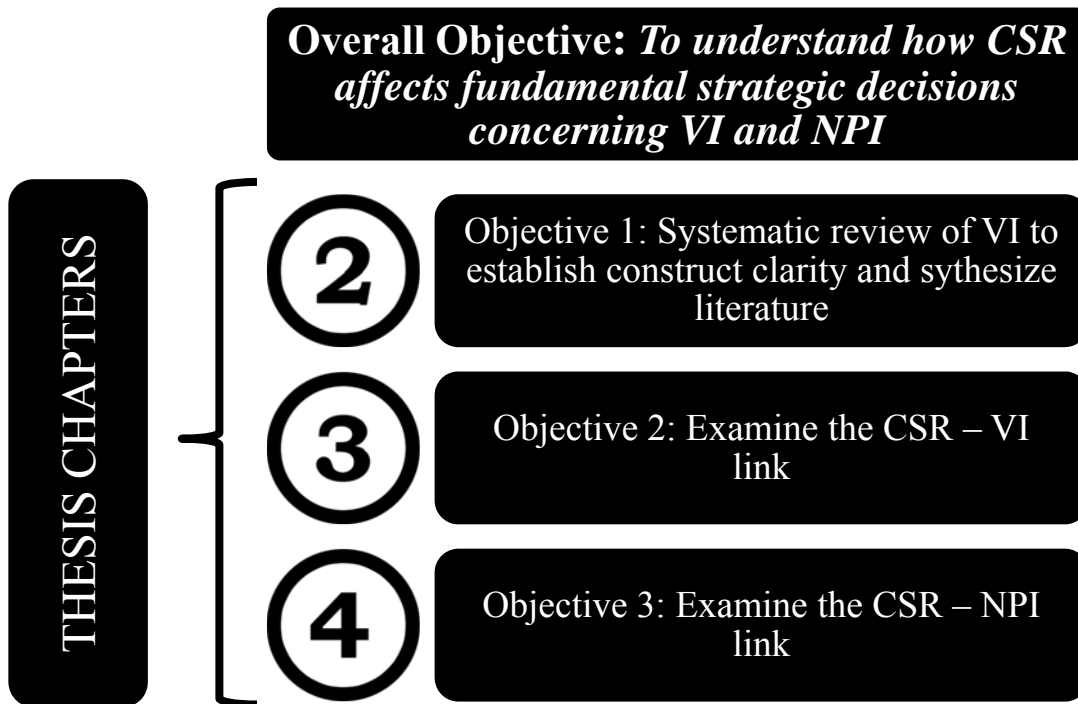 Overall Objective: To understand how CSR
affects fundamental strategic decisions
concerning VI and NPI
THESIS CHAPTERS
2
Objective 1: Systematic review of VI to
establish construct clarity and sythesize
literature
3
Objective 2: Examine the CSR – VI
link
4
Objective 3: Examine the CSR – NPI
link